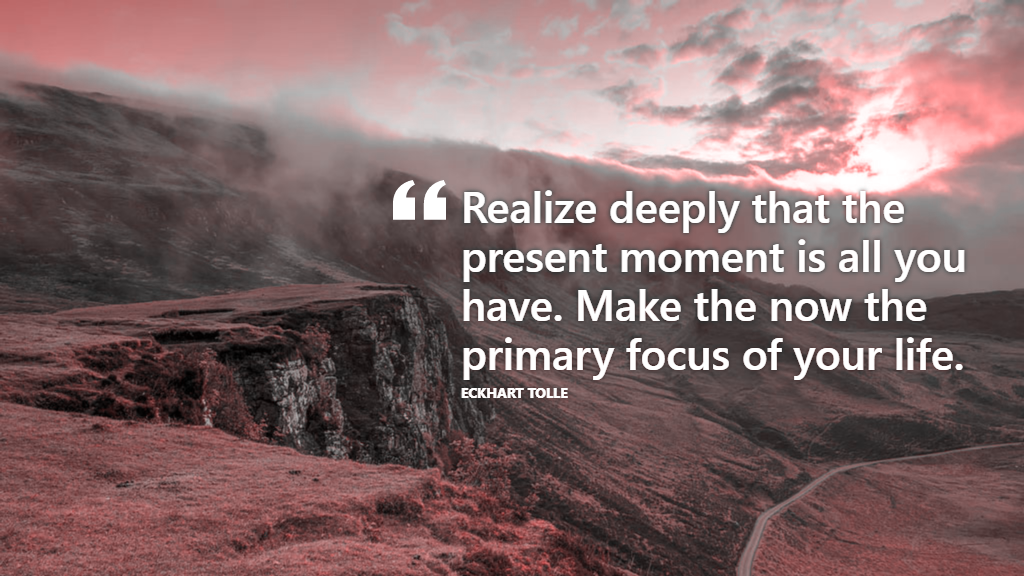 “ Realize deeply that the
present moment is all you
have. Make the now the
primary focus of your life.
ECKHART TOLLE